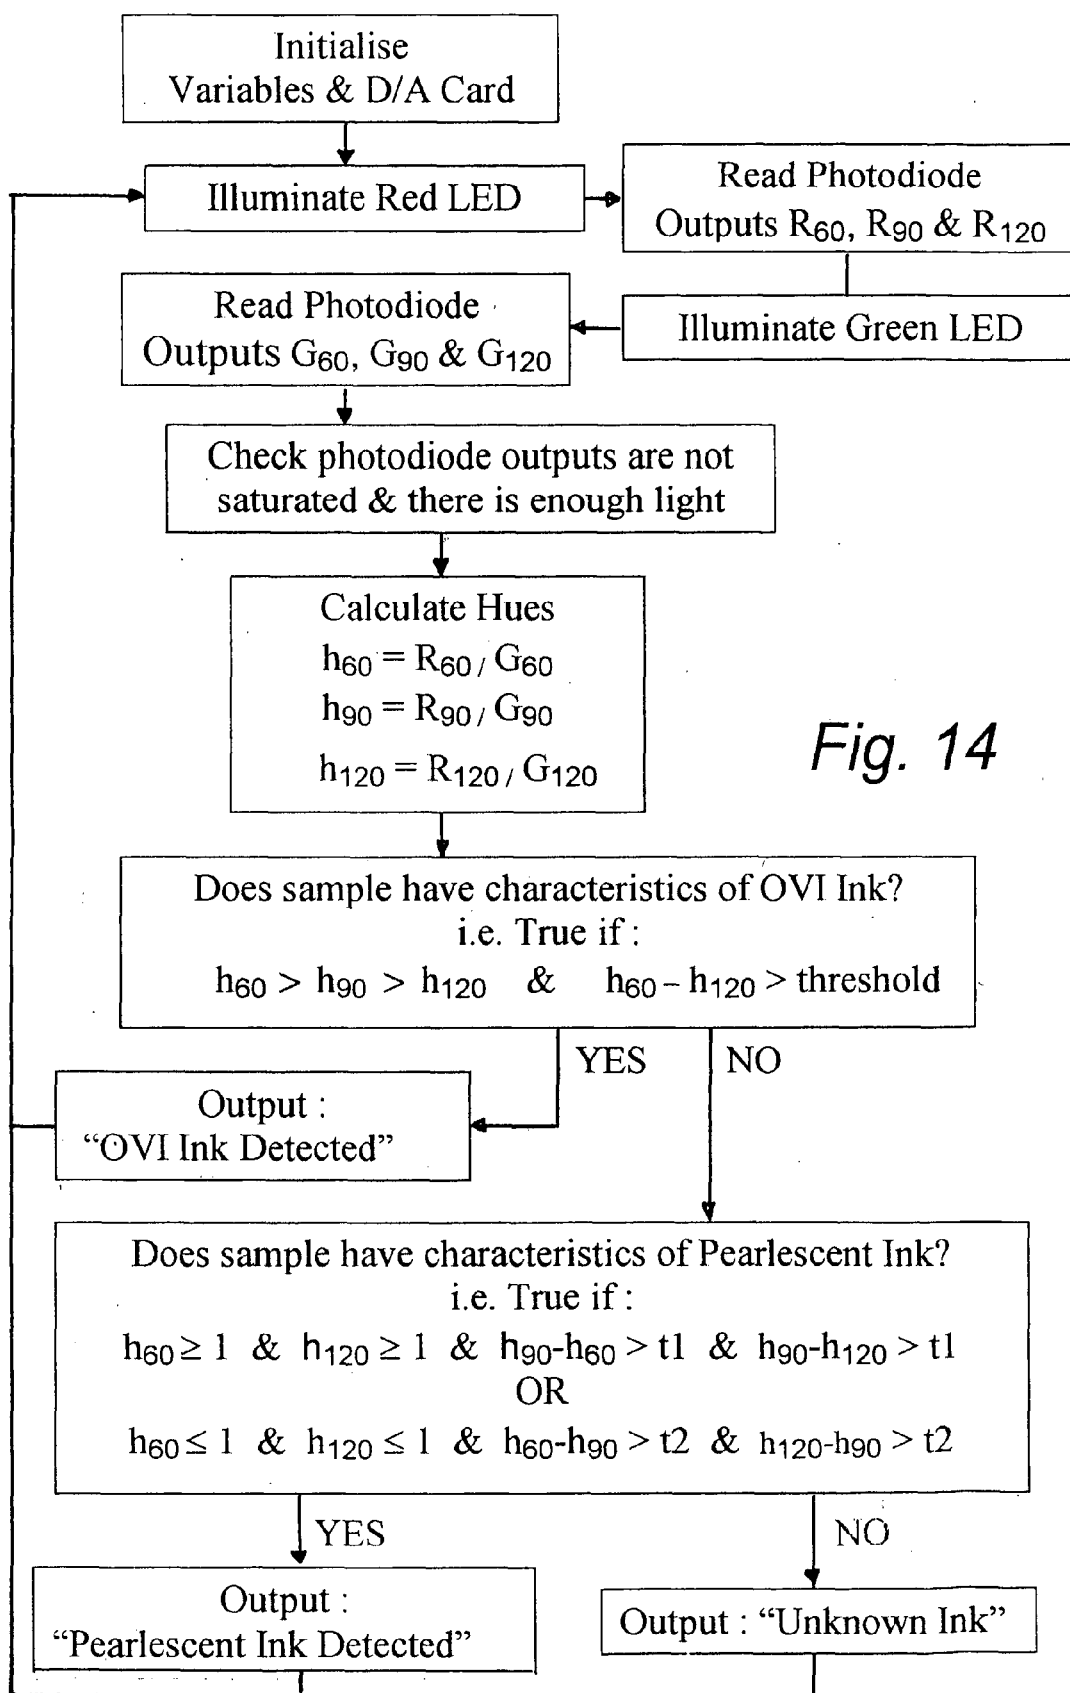 Initialise
Variables & D/A Card
Illuminate Red LED
Read Photodiode
Outputs R60, R90 & R120
Illuminate Green LED
Read Photodiode
Outputs G60, G90 & G120
Check photodiode outputs are not
saturated & there is enough light
Calculate Hues
h60 = R60 / G60
h90 = R90 / G90
h120 = R120 / G120
Fig. 14
Does sample have characteristics of OVI Ink?
i.e. True if :
h60 > h90 > h120 & h60 – h120 > threshold
YES
NO
Output :
“OVI Ink Detected”
Does sample have characteristics of Pearlescent Ink?
i.e. True if :
h60 ≥ 1 & h120 ≥ 1 & h90-h60 > t1 & h90-h120 > t1
OR
h60 ≤ 1 & h120 ≤ 1 & h60-h90 > t2 & h120-h90 > t2
YES
NO
Output :
“Pearlescent Ink Detected”
Output : “Unknown Ink”